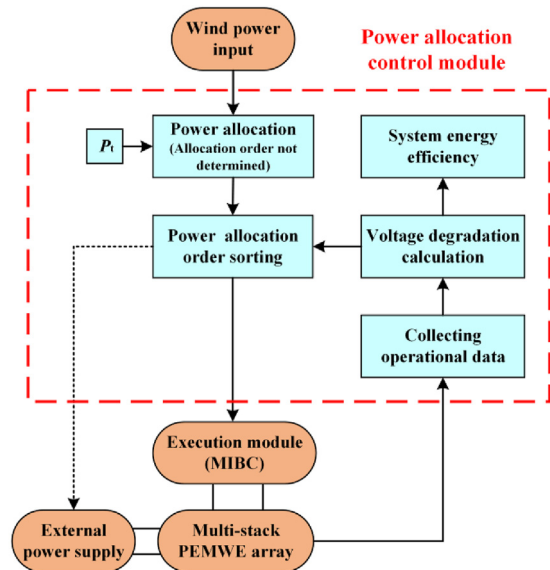 Wind power
input
Power allocation
control module
Pt
Power allocation
(Allocation order not
determined)
System energy
efficiency
Power allocation
order sorting
Voltage degradation
calculation
Collecting
operational data
Execution module
(MIBC)
External
power supply
Multi-stack
PEMWE array